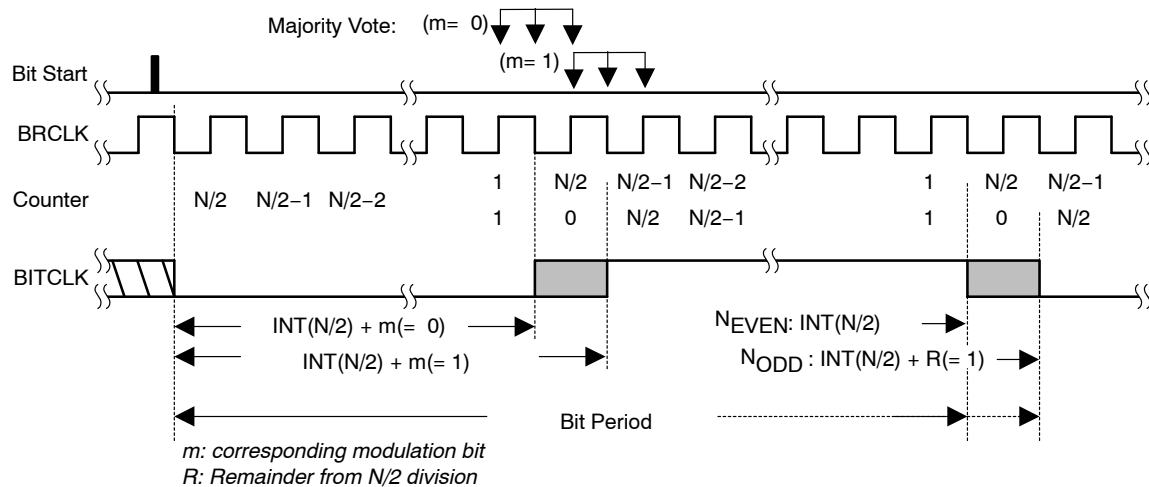 Majority Vote: (m= 0)
(m= 1)
Bit Start
BRCLK
Counter
N/2 N/2−1 N/2−2 1 N/2 N/2−1 N/2−2 1 N/2 N/2−1
1 0 N/2 N/2−1 1 0 N/2
BITCLK
INT(N/2) + m(= 0) NEVEN: INT(N/2)
INT(N/2) + m(= 1) NODD : INT(N/2) + R(= 1)
Bit Period
m: corresponding modulation bit
R: Remainder from N/2 division